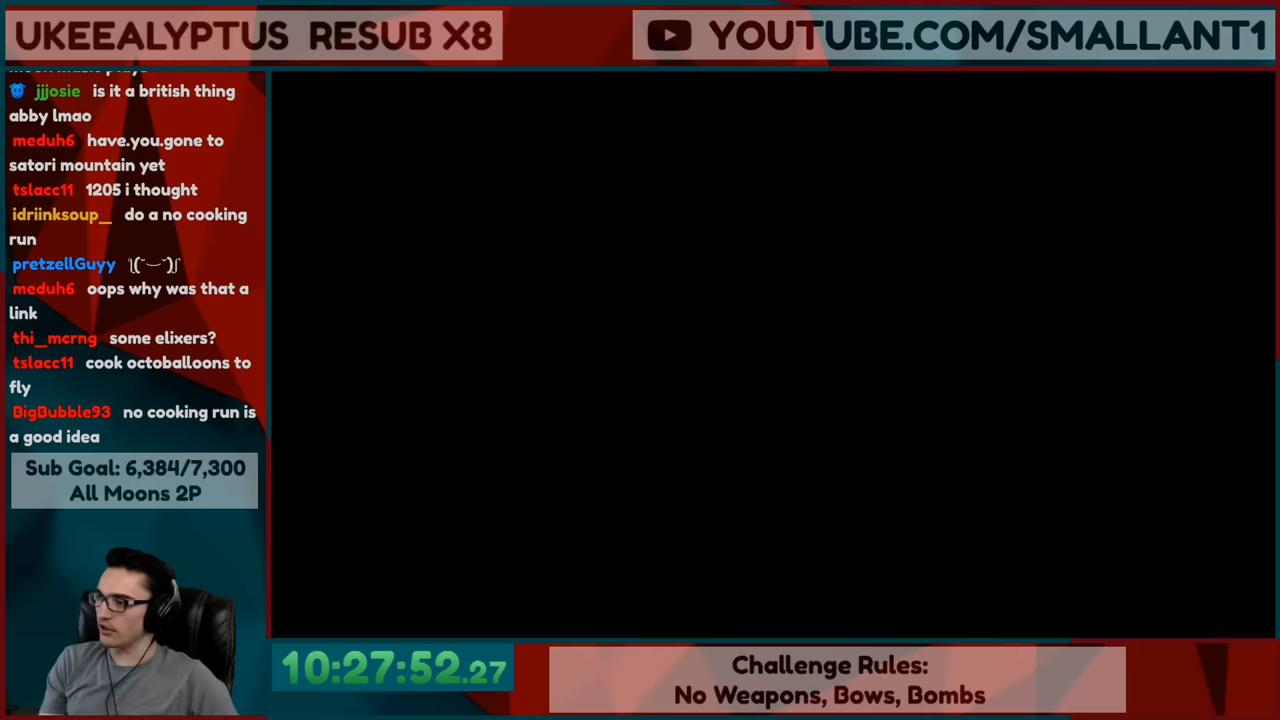 UKEEALYPTUS RESUB X8
YOUTUBE.COM/SMALLANT1
jjjosie is it a british thing
abby lmao
meduh6 have.you.gone to
satori mountain yet
tslacc11 1205 i thought
idriinksoup_ do a no cooking
run
pretzellGuyy
meduh6 oops why was that a
link
thi_mcrng some elixers?
tslacc11 cook octoballoons to
fly
BigBubble93 no cooking run is
a good idea
Sub Goal: 6,384/7,300
All Moons 2P
10:27:52.27
Challenge Rules:
No Weapons, Bows, Bombs